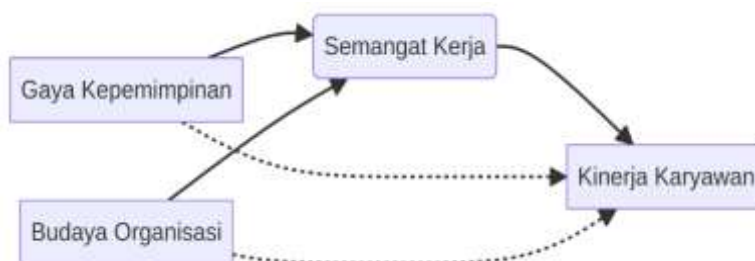 Semangat Kerja
Gaya Kepemimpinan
Kinerja Karyawan
Budaya Organisasi